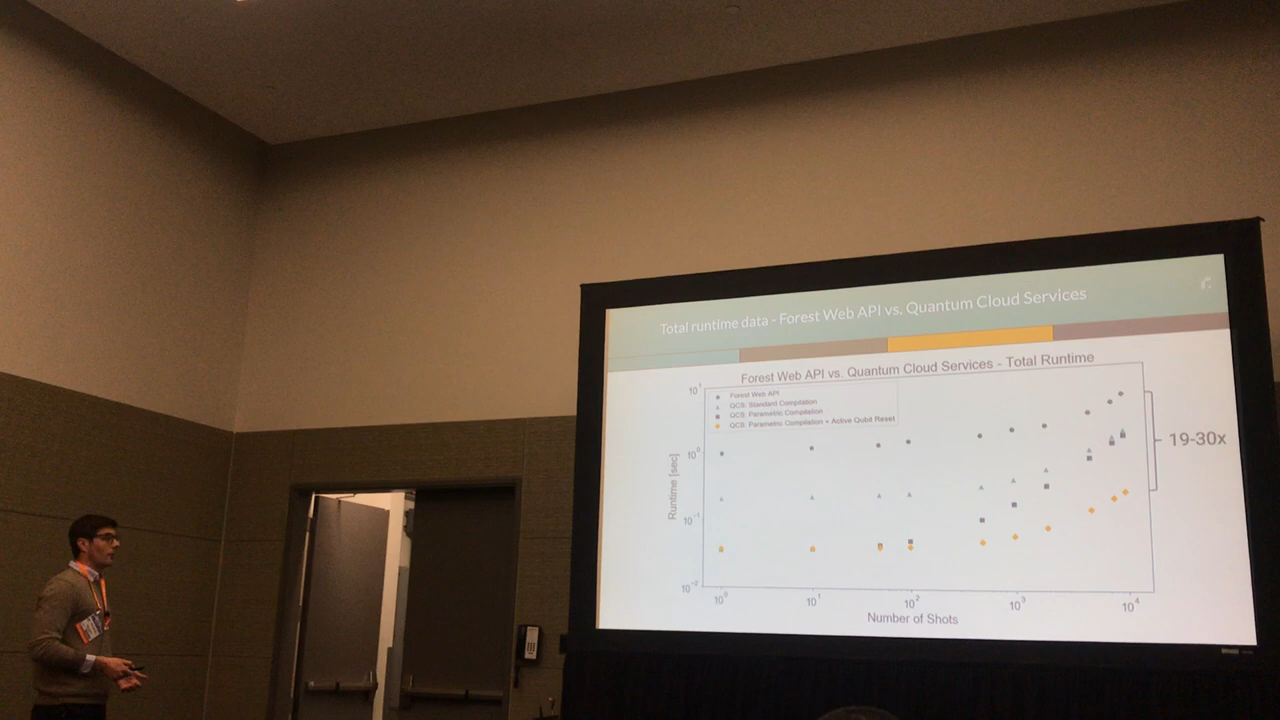 Total runtime data - Forest Web API vs. Quantum Cloud Services
Forest Web API vs. Quantum Cloud Services - Total Runtime
Forest Web API
QCS: Standard Compilation
QCS: Parametric Compilation
QCS: Parametric Compilation + Active Qubit Reset
10¹
10⁰
10⁻¹
10⁻²
Runtime [sec]
19-30x
10⁰ 10¹ 10² 10³ 10⁴
Number of Shots